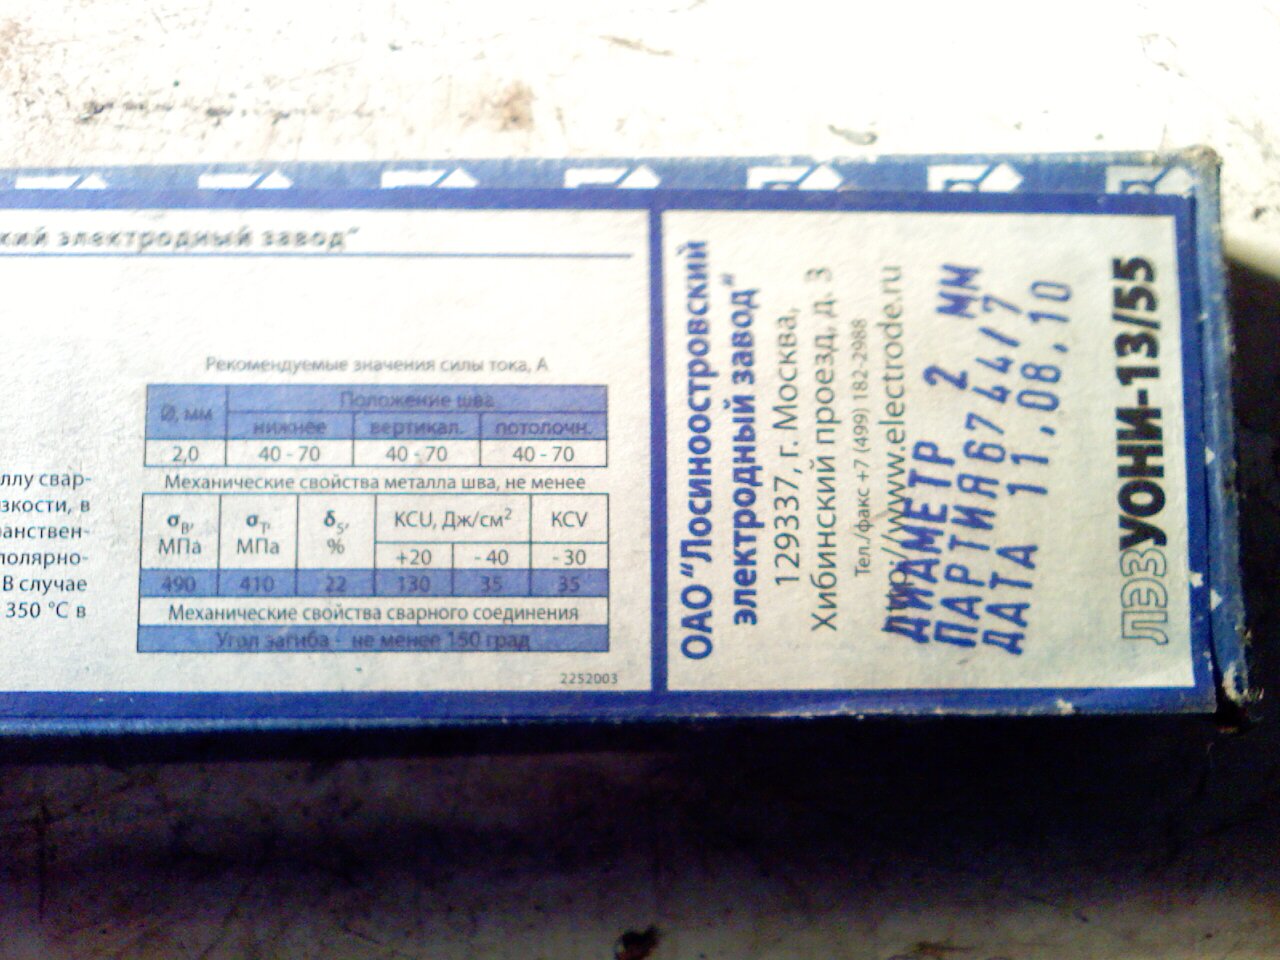 кий электродный завод"
ллу свар-
зкости, в
анствен-
полярно-
В случае
350 °С в
Рекомендуемые значения силы тока, А
Ø, мм
Положение шва
нижнее вертикал. потолочн.
2,0 40 - 70 40 - 70 40 - 70
Механические свойства металла шва, не менее
σв, МПа σт, МПа δ5, % KCU, Дж/см² KCV
+20 - 40 - 30
490 410 22 130 35 35
Механические свойства сварного соединения
Угол загиба - не менее 150 град
2252003
ОАО "Лосиноостровский
электродный завод"
129337, г. Москва,
Хибинский проезд, д. 3
Тел./факс +7 (499) 182-2988
http://www.electrode.ru
ДИАМЕТР 2 ММ
ПАРТИЯ 6744/7
ДАТА 11,08,10
ЛЭЗ УОНИ-13/55